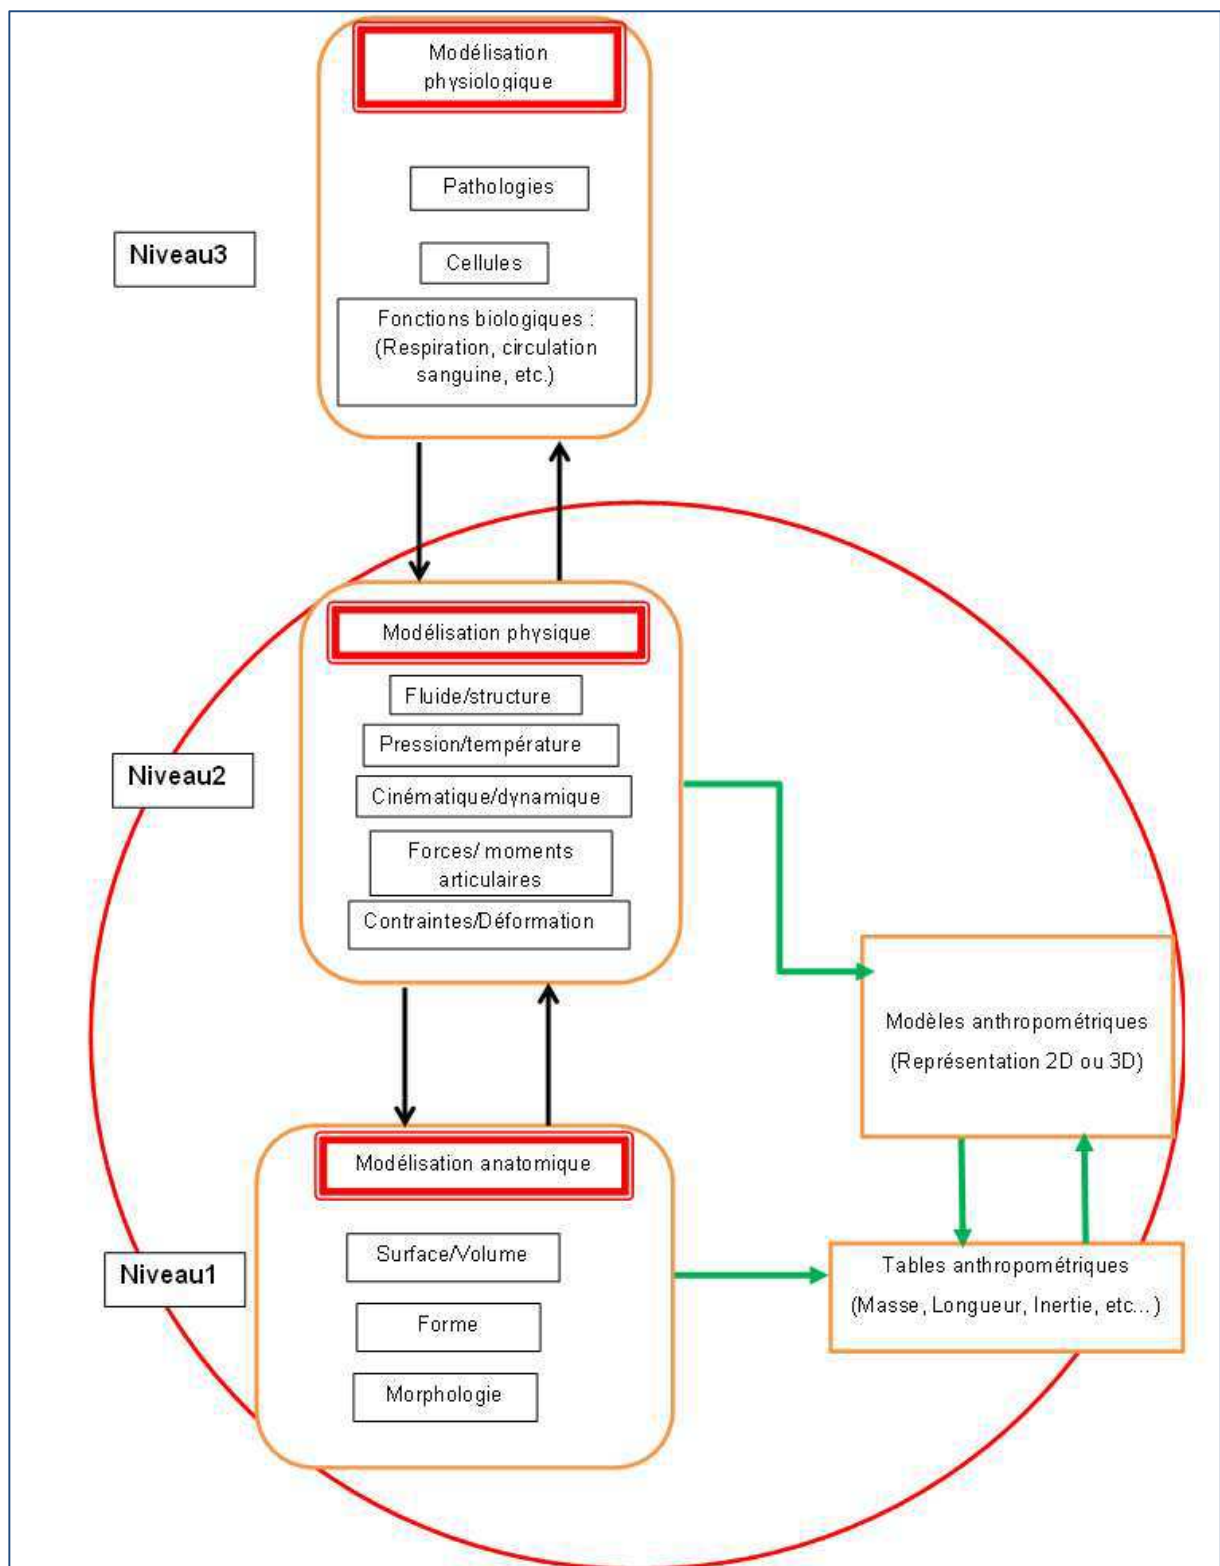 Modélisation
physiologique
Pathologies
Niveau3
Cellules
Fonctions biologiques :
(Respiration, circulation
sanguine, etc.)
Modélisation physique
Fluide/structure
Pression/température
Niveau2
Cinématique/dynamique
Forces/ moments
articulaires
Contraintes/Déformation
Modèles anthropométriques
(Représentation 2D ou 3D)
Modélisation anatomique
Surface/Volume
Niveau1
Forme
Morphologie
Tables anthropométriques
(Masse, Longueur, Inertie, etc...)